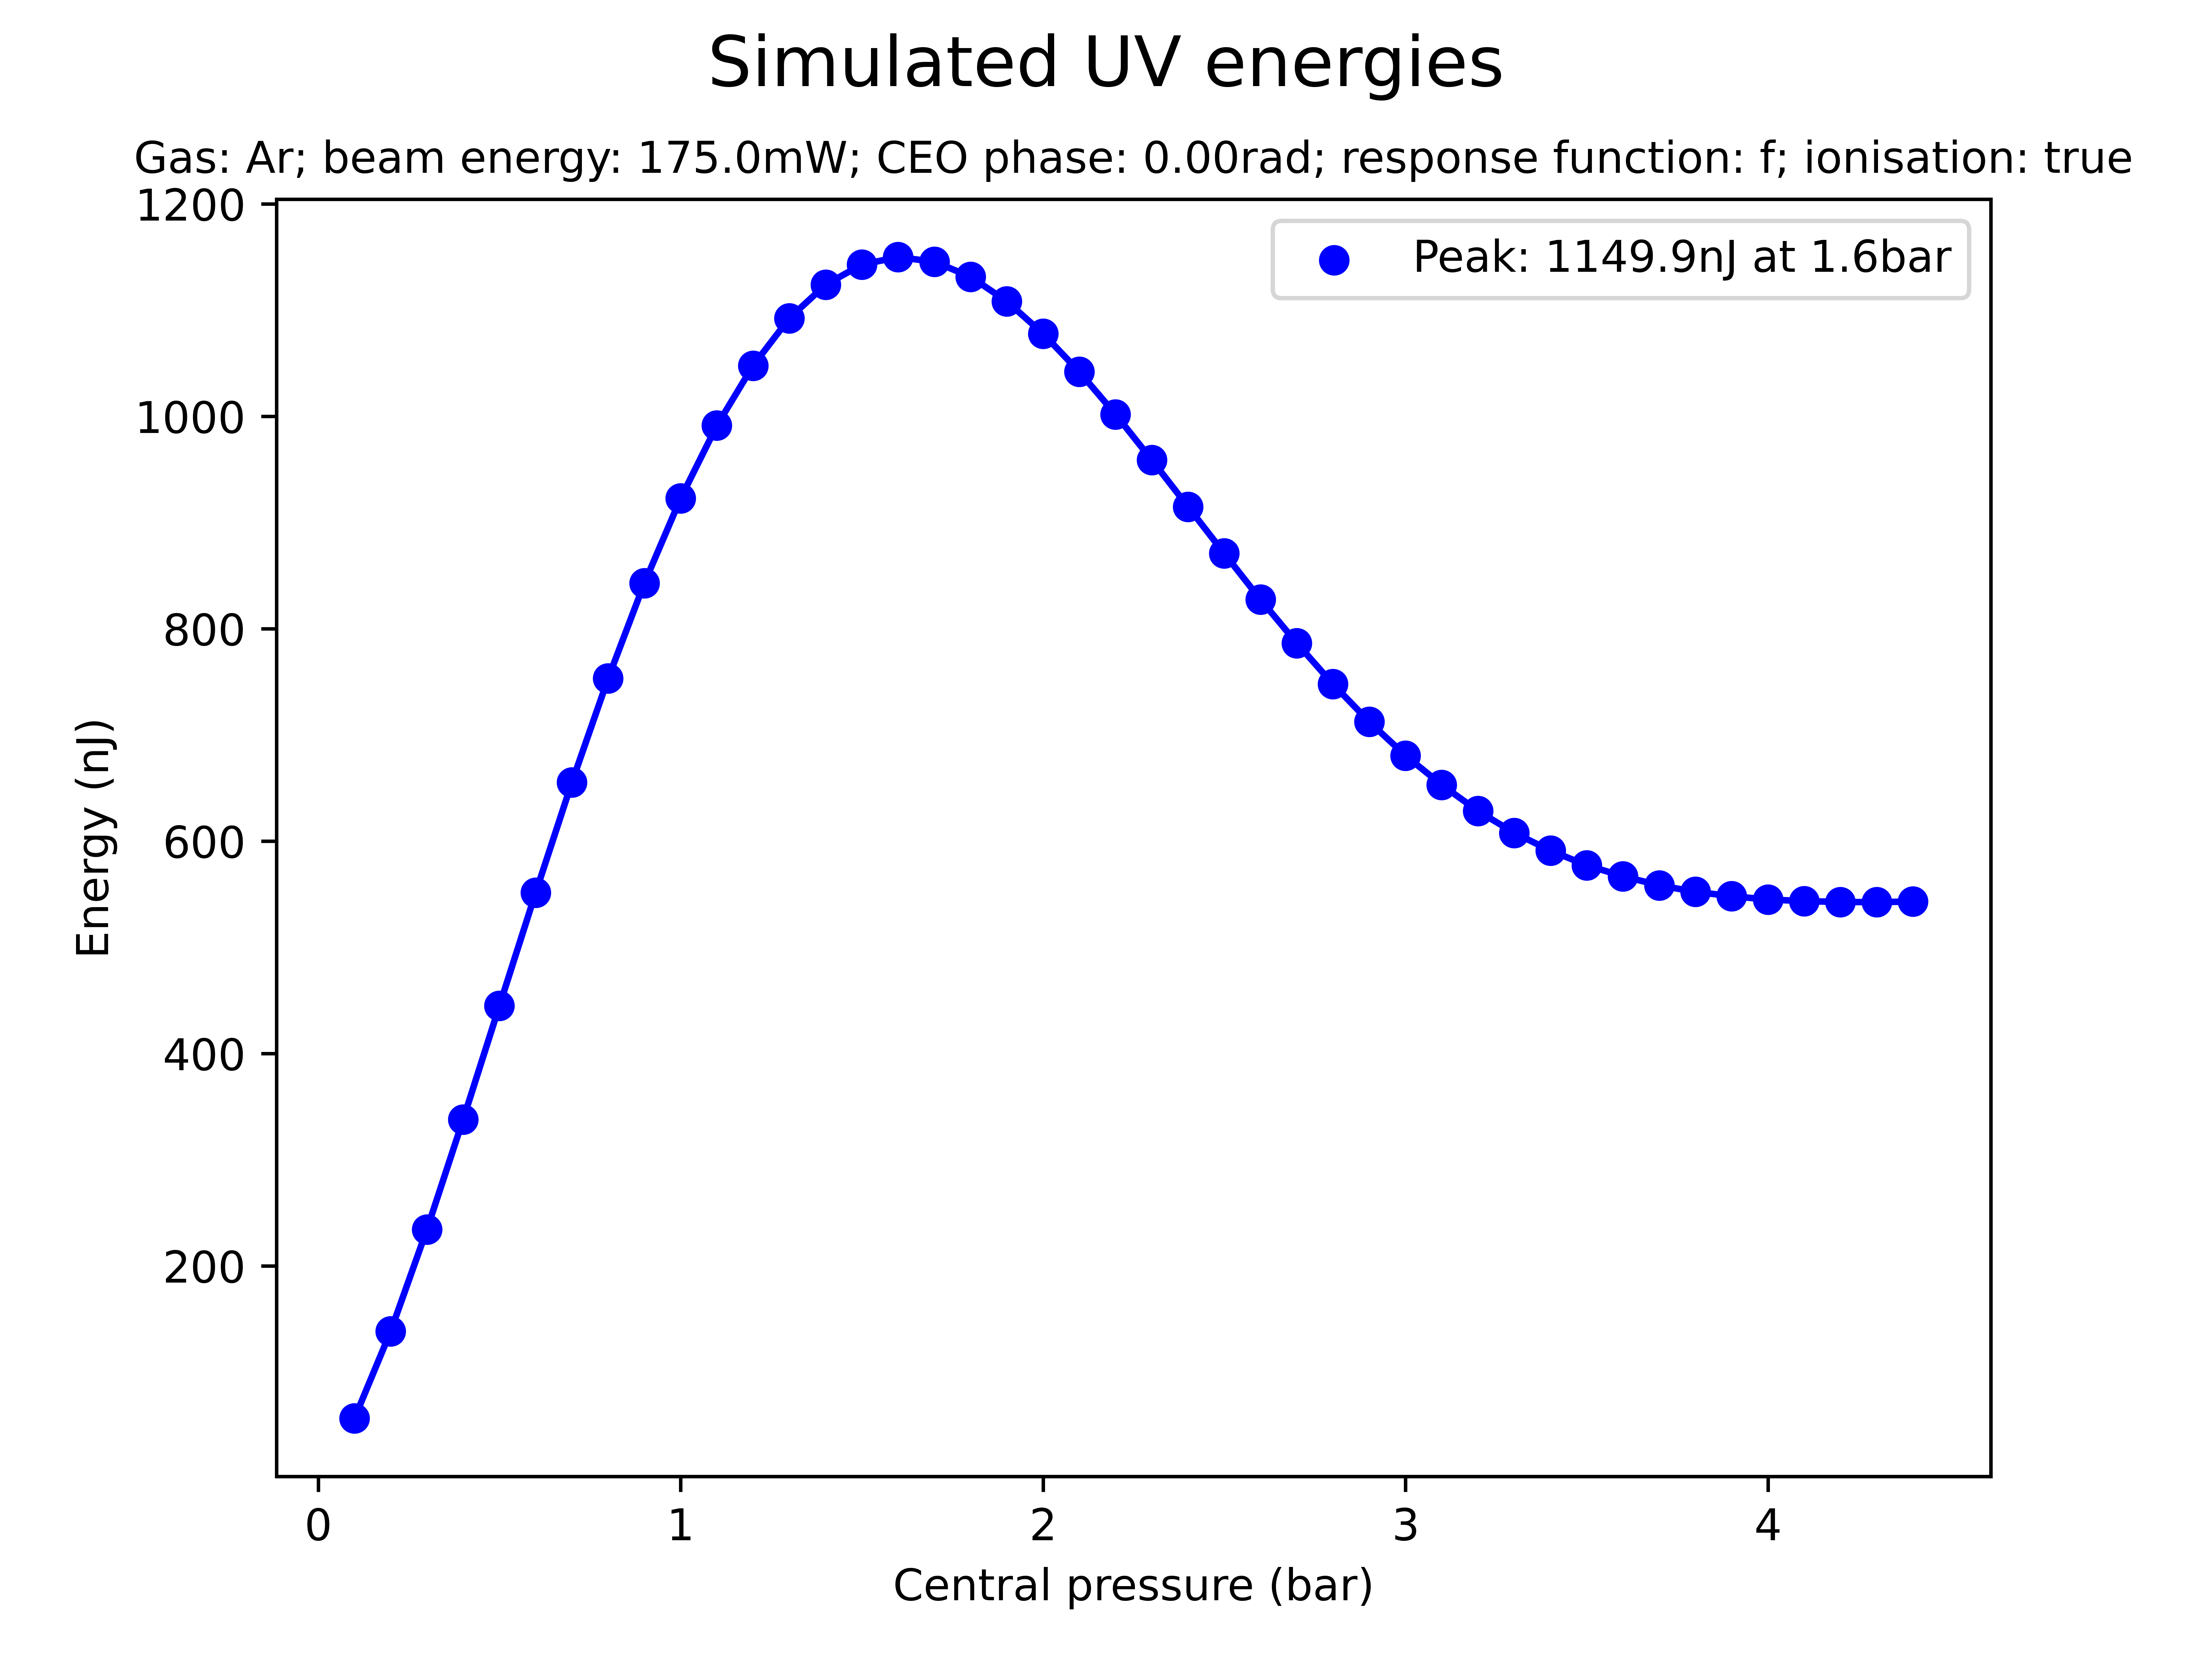 Simulated UV energies
Gas: Ar; beam energy: 175.0mW; CEO phase: 0.00rad; response function: f; ionisation: true
Peak: 1149.9nJ at 1.6bar
1200
1000
800
600
400
200
Energy (nJ)
0 1 2 3 4
Central pressure (bar)